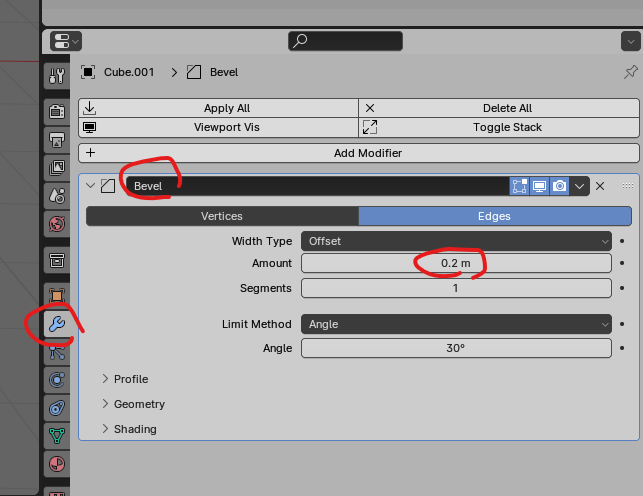 Cube.001 > Bevel
Apply All Delete All
Viewport Vis Toggle Stack
Add Modifier
Bevel
Vertices Edges
Width Type Offset
Amount 0.2 m
Segments 1
Limit Method Angle
Angle 30°
Profile
Geometry
Shading